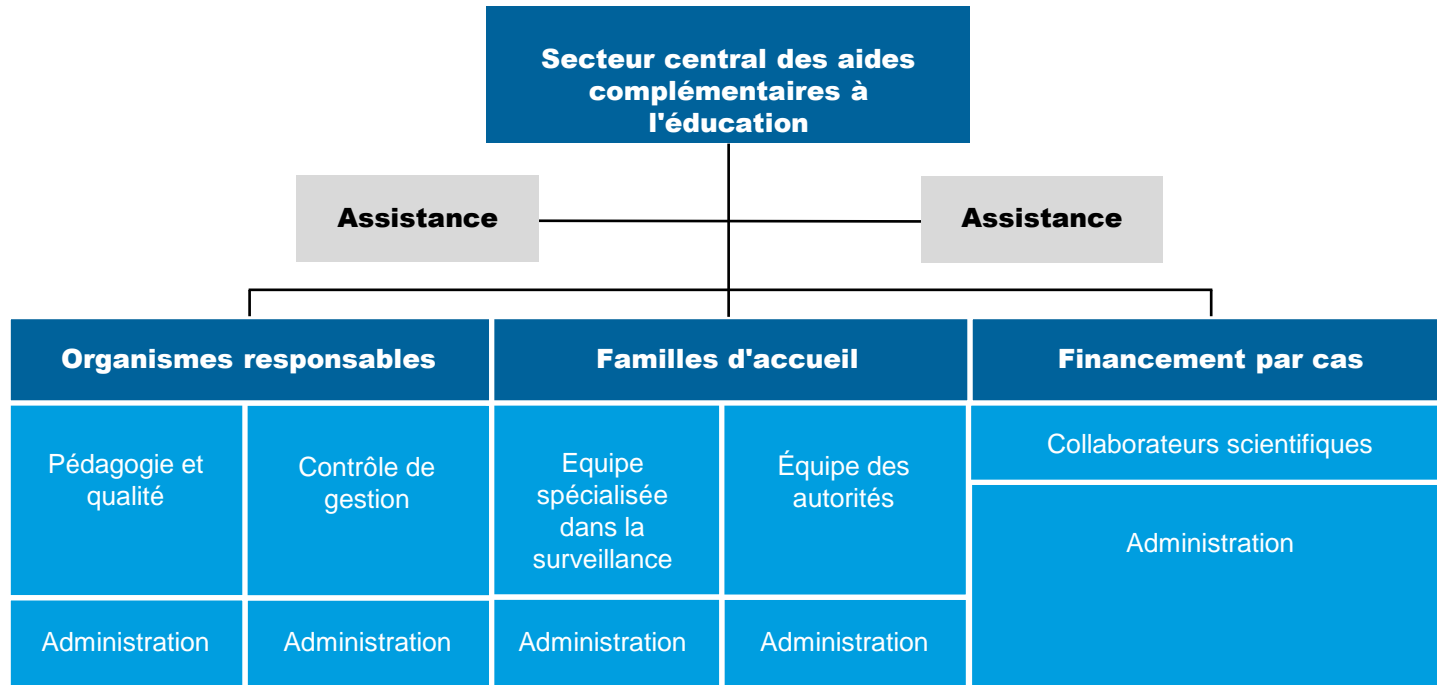 Secteur central des aides
complémentaires à
l'éducation
Assistance
Assistance
Organismes responsables
Familles d'accueil
Financement par cas
Pédagogie et
qualité
Contrôle de
gestion
Equipe
spécialisée
dans la
surveillance
Équipe des
autorités
Collaborateurs scientifiques
Administration
Administration
Administration
Administration
Administration